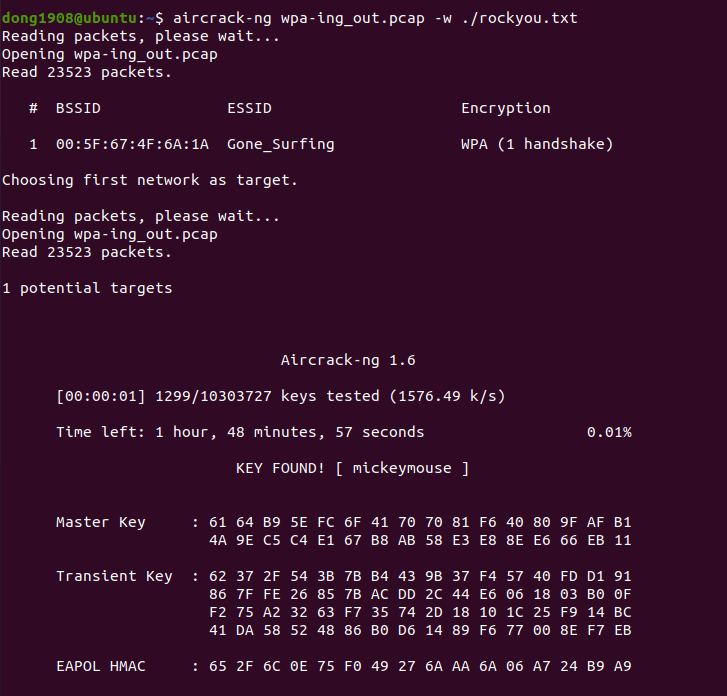 dong1908@ubuntu:~$ aircrack-ng wpa-ing_out.pcap -w ./rockyou.txt
Reading packets, please wait...
Opening wpa-ing_out.pcap
Read 23523 packets.
# BSSID ESSID Encryption
1 00:5F:67:4F:6A:1A Gone_Surfing WPA (1 handshake)
Choosing first network as target.
Reading packets, please wait...
Opening wpa-ing_out.pcap
Read 23523 packets.
1 potential targets
Aircrack-ng 1.6
[00:00:01] 1299/10303727 keys tested (1576.49 k/s)
Time left: 1 hour, 48 minutes, 57 seconds 0.01%
KEY FOUND! [ mickeymouse ]
Master Key : 61 64 B9 5E FC 6F 41 70 70 81 F6 40 80 9F AF B1
4A 9E C5 C4 E1 67 B8 AB 58 E3 E8 8E E6 66 EB 11
Transient Key : 62 37 2F 54 3B 7B B4 43 9B 37 F4 57 40 FD D1 91
86 7F FE 26 85 7B AC DD 2C 44 E6 06 18 03 B0 0F
F2 75 A2 32 63 F7 35 74 2D 18 10 1C 25 F9 14 BC
41 DA 58 52 48 86 B0 D6 14 89 F6 77 00 8E F7 EB
EAPOL HMAC : 65 2F 6C 0E 75 F0 49 27 6A AA 6A 06 A7 24 B9 A9